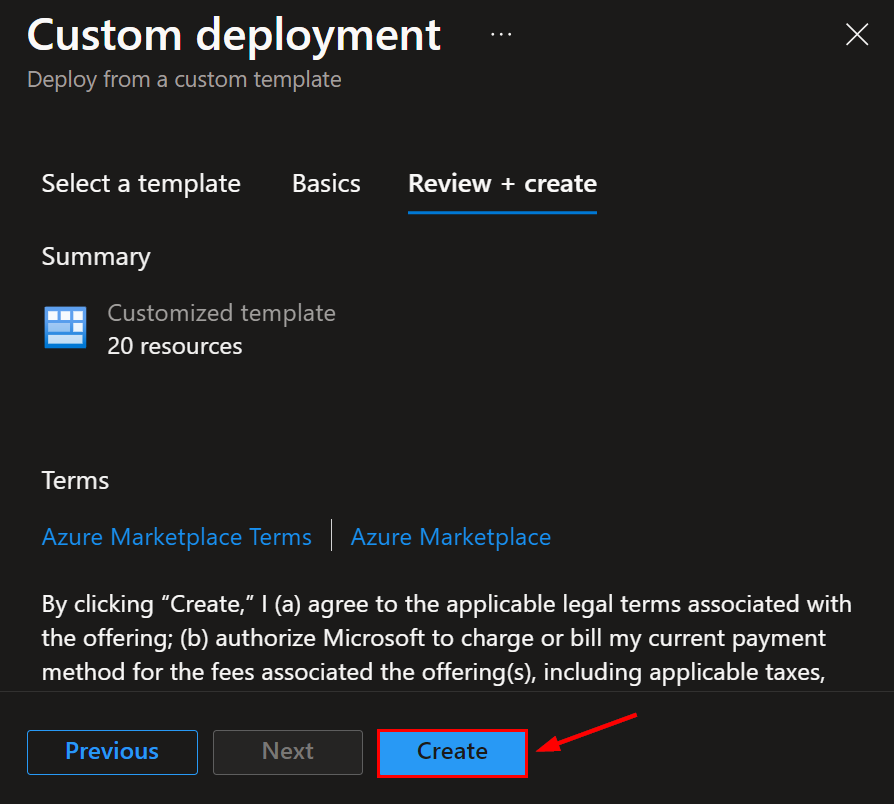 Custom deployment ...
Deploy from a custom template
Select a template Basics Review + create
Summary
Customized template
20 resources
Terms
Azure Marketplace Terms | Azure Marketplace
By clicking “Create,” I (a) agree to the applicable legal terms associated with
the offering; (b) authorize Microsoft to charge or bill my current payment
method for the fees associated the offering(s), including applicable taxes,
Previous Next Create